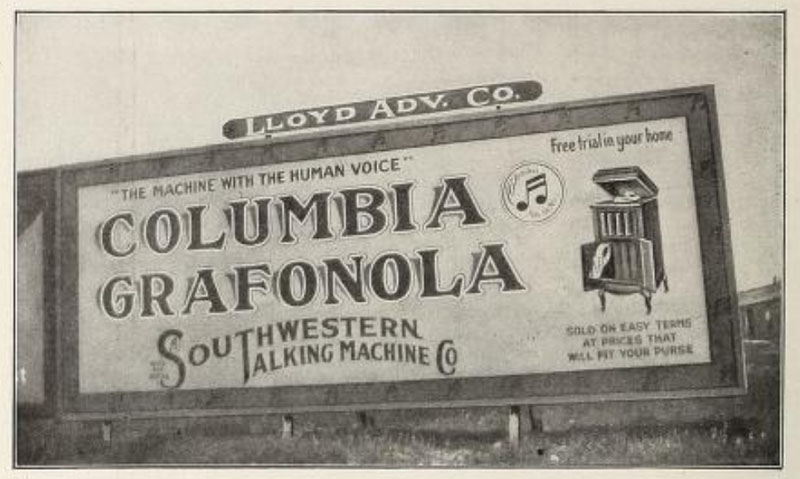 LLOYD ADV. CO.
"THE MACHINE WITH THE HUMAN VOICE"
COLUMBIA
GRAFONOLA
SOUTHWESTERN
TALKING MACHINE CO
Free trial in your home
SOLD ON EASY TERMS
AT PRICES THAT
WILL FIT YOUR PURSE